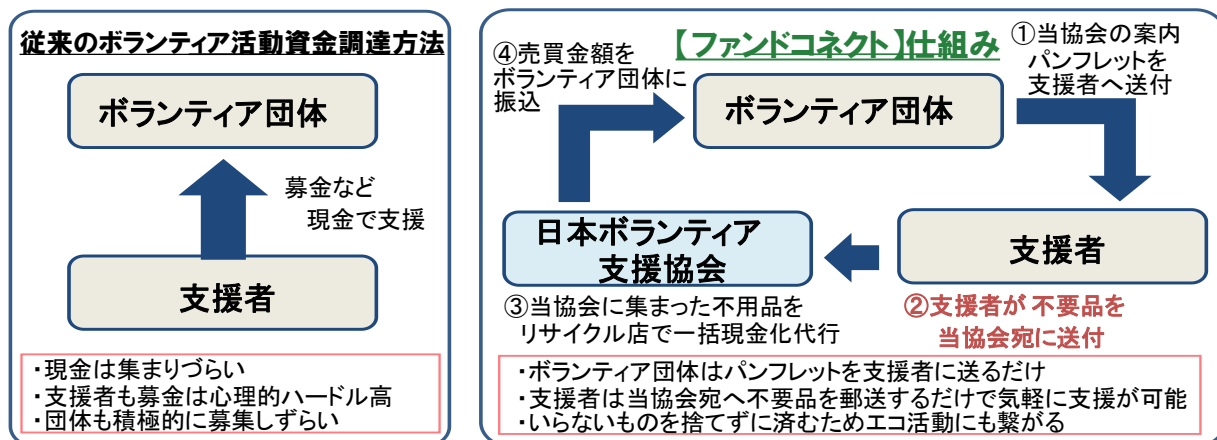 従来のボランティア活動資金調達方法
ボランティア団体
募金など
現金で支援
支援者
・現金は集まりづらい
・支援者も募金は心理的ハードル高
・団体も積極的に募集しずらい
【ファンドコネクト】仕組み
①当協会の案内
パンフレットを
支援者へ送付
④売買金額を
ボランティア団体に
振込
ボランティア団体
日本ボランティア
支援協会
支援者
②支援者が 不要品を
当協会宛に送付
③当協会に集まった不用品を
リサイクル店で一括現金化代行
・ボランティア団体はパンフレットを支援者に送るだけ
・支援者は当協会宛へ不要品を郵送するだけで気軽に支援が可能
・いらないものを捨てずに済むためエコ活動にも繋がる